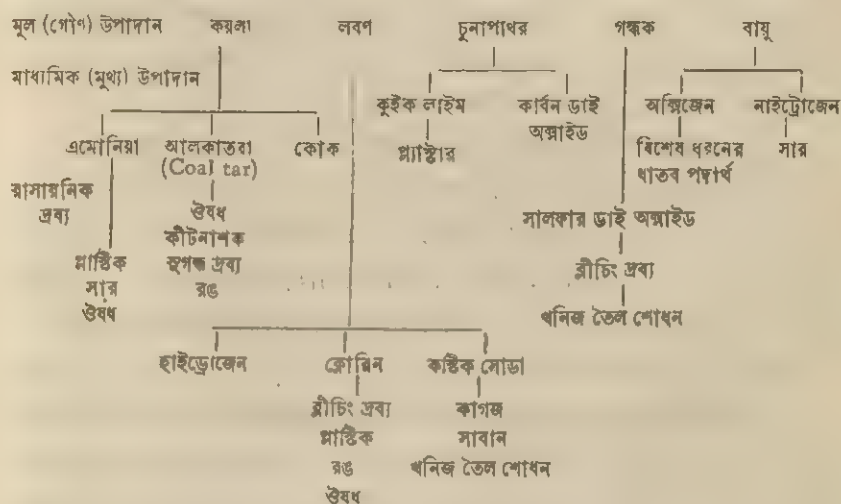 মূল (গৌণ) উপাদান কয়লা লবণ চুনাপাথর গন্ধক বায়ু
মাধ্যমিক (মুখ্য) উপাদান
কুইক লাইম কার্বন ডাই অক্সিজেন নাইট্রোজেন
অক্সাইড
এমোনিয়া আলকাতরা কোক প্ল্যাস্টার বিশেষ ধরনের সার
(Coal tar) ধাতব পদার্থ
রাসায়নিক ঔষধ সালফার ডাই অক্সাইড
দ্রব্য কীটনাশক
প্লাষ্টিক সুগন্ধ দ্রব্য ব্লীচিং দ্রব্য
সার রঙ
ঔষধ খনিজ তৈল শোধন
হাইড্রোজেন ক্লোরিন কষ্টিক সোডা
ব্লীচিং দ্রব্য কাগজ
প্লাষ্টিক সাবান
রঙ খনিজ তৈল শোধন
ঔষধ